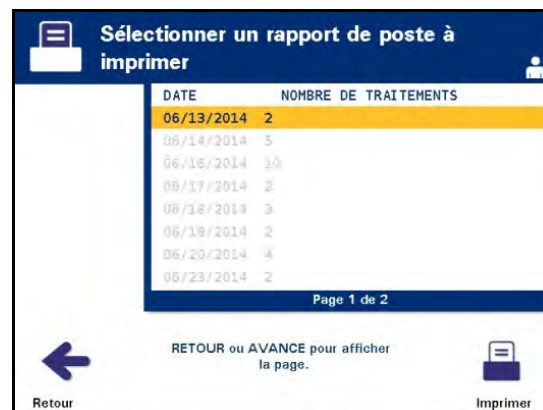 Sélectionner un rapport de poste à
imprimer
DATE NOMBRE DE TRAITEMENTS
06/13/2014 2
06/14/2014 5
06/16/2014 10
06/17/2014 2
06/18/2014 3
06/19/2014 2
06/20/2014 4
06/23/2014 2
Page 1 de 2
RETOUR ou AVANCE pour afficher
la page.
Retour
Imprimer